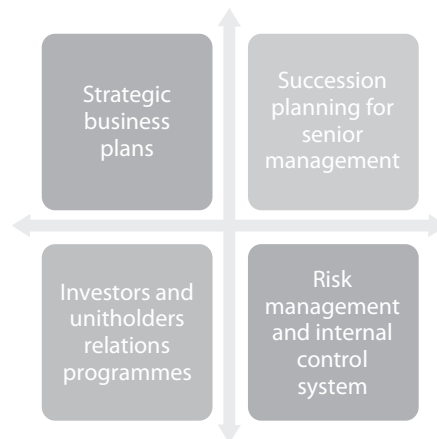 Strategic
business
plans
Succession
planning for
senior
management
Investors and
unitholders
relations
programmes
Risk
management
and internal
control
system